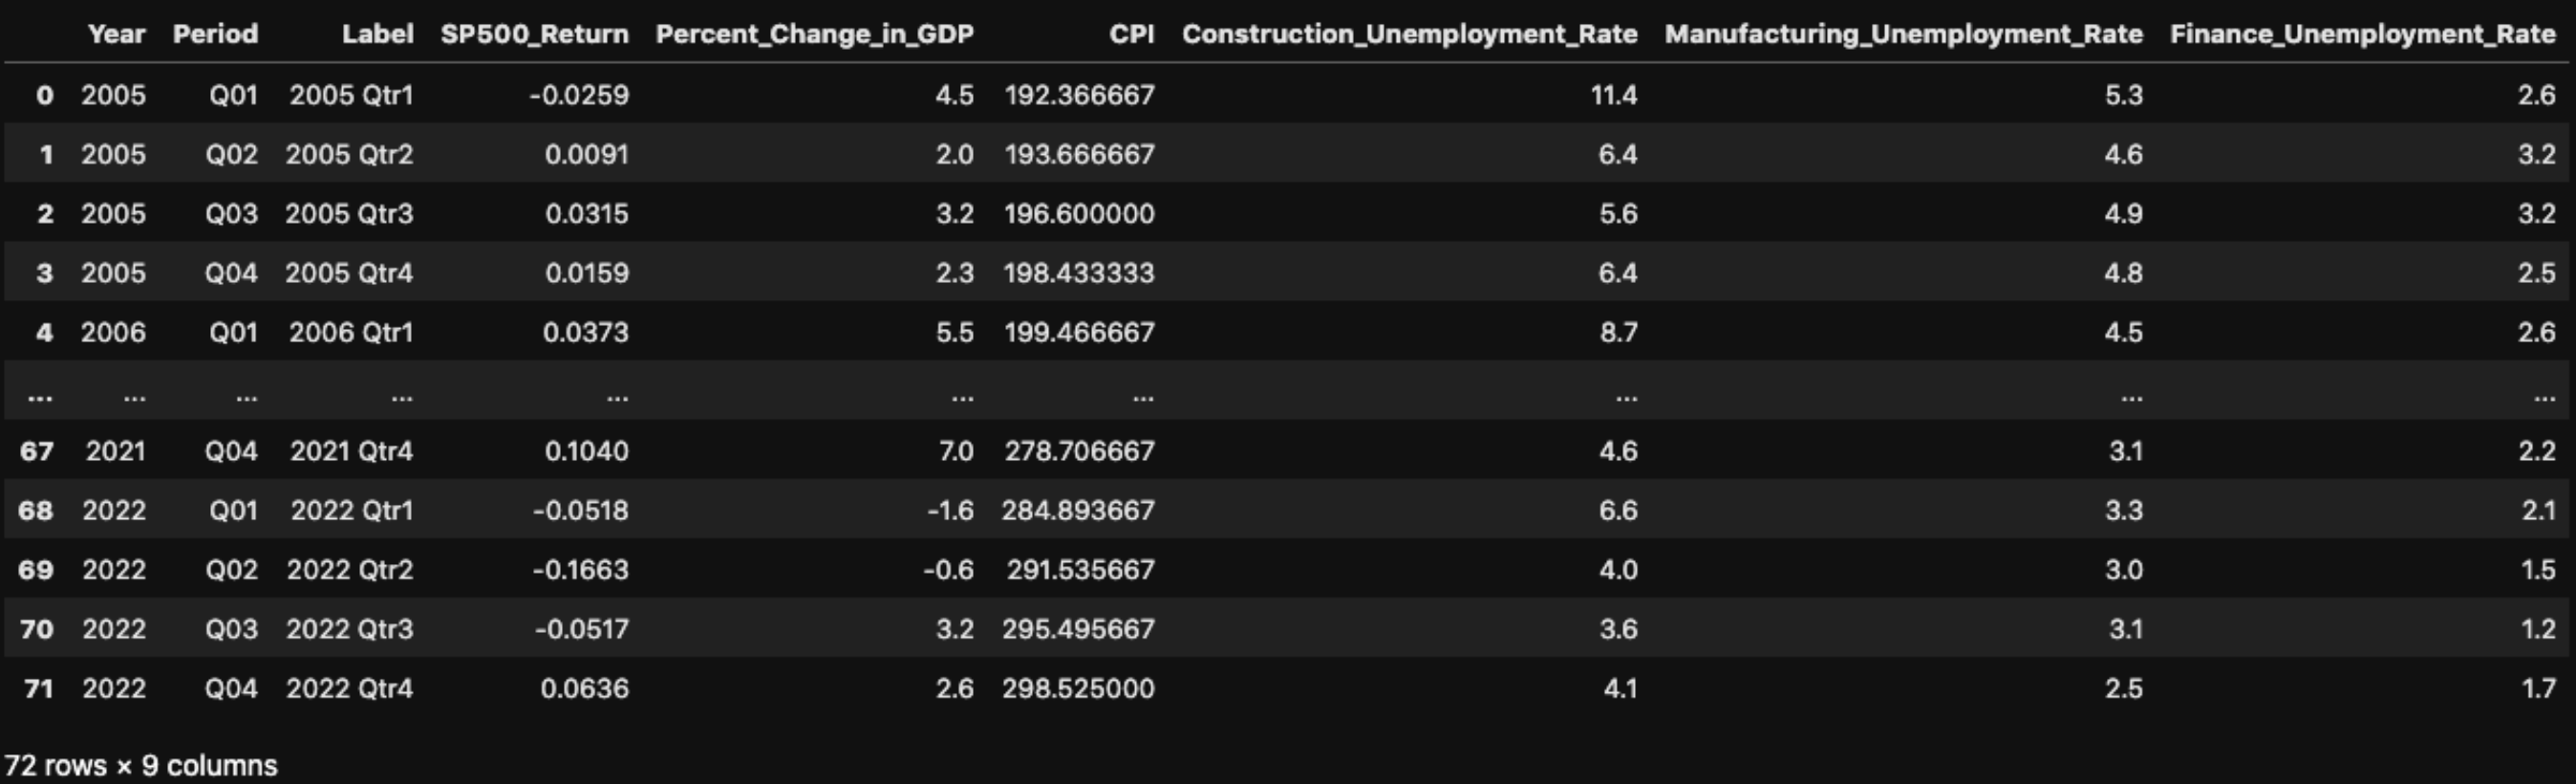 Year Period Label SP500_Return Percent_Change_in_GDP CPI Construction_Unemployment_Rate Manufacturing_Unemployment_Rate Finance_Unemployment_Rate
0 2005 Q01 2005 Qtr1 -0.0259 4.5 192.366667 11.4 5.3 2.6
1 2005 Q02 2005 Qtr2 0.0091 2.0 193.666667 6.4 4.6 3.2
2 2005 Q03 2005 Qtr3 0.0315 3.2 196.600000 5.6 4.9 3.2
3 2005 Q04 2005 Qtr4 0.0159 2.3 198.433333 6.4 4.8 2.5
4 2006 Q01 2006 Qtr1 0.0373 5.5 199.466667 8.7 4.5 2.6
... ... ... ... ... ... ... ... ... ...
67 2021 Q04 2021 Qtr4 0.1040 7.0 278.706667 4.6 3.1 2.2
68 2022 Q01 2022 Qtr1 -0.0518 -1.6 284.893667 6.6 3.3 2.1
69 2022 Q02 2022 Qtr2 -0.1663 -0.6 291.535667 4.0 3.0 1.5
70 2022 Q03 2022 Qtr3 -0.0517 3.2 295.495667 3.6 3.1 1.2
71 2022 Q04 2022 Qtr4 0.0636 2.6 298.525000 4.1 2.5 1.7
72 rows × 9 columns